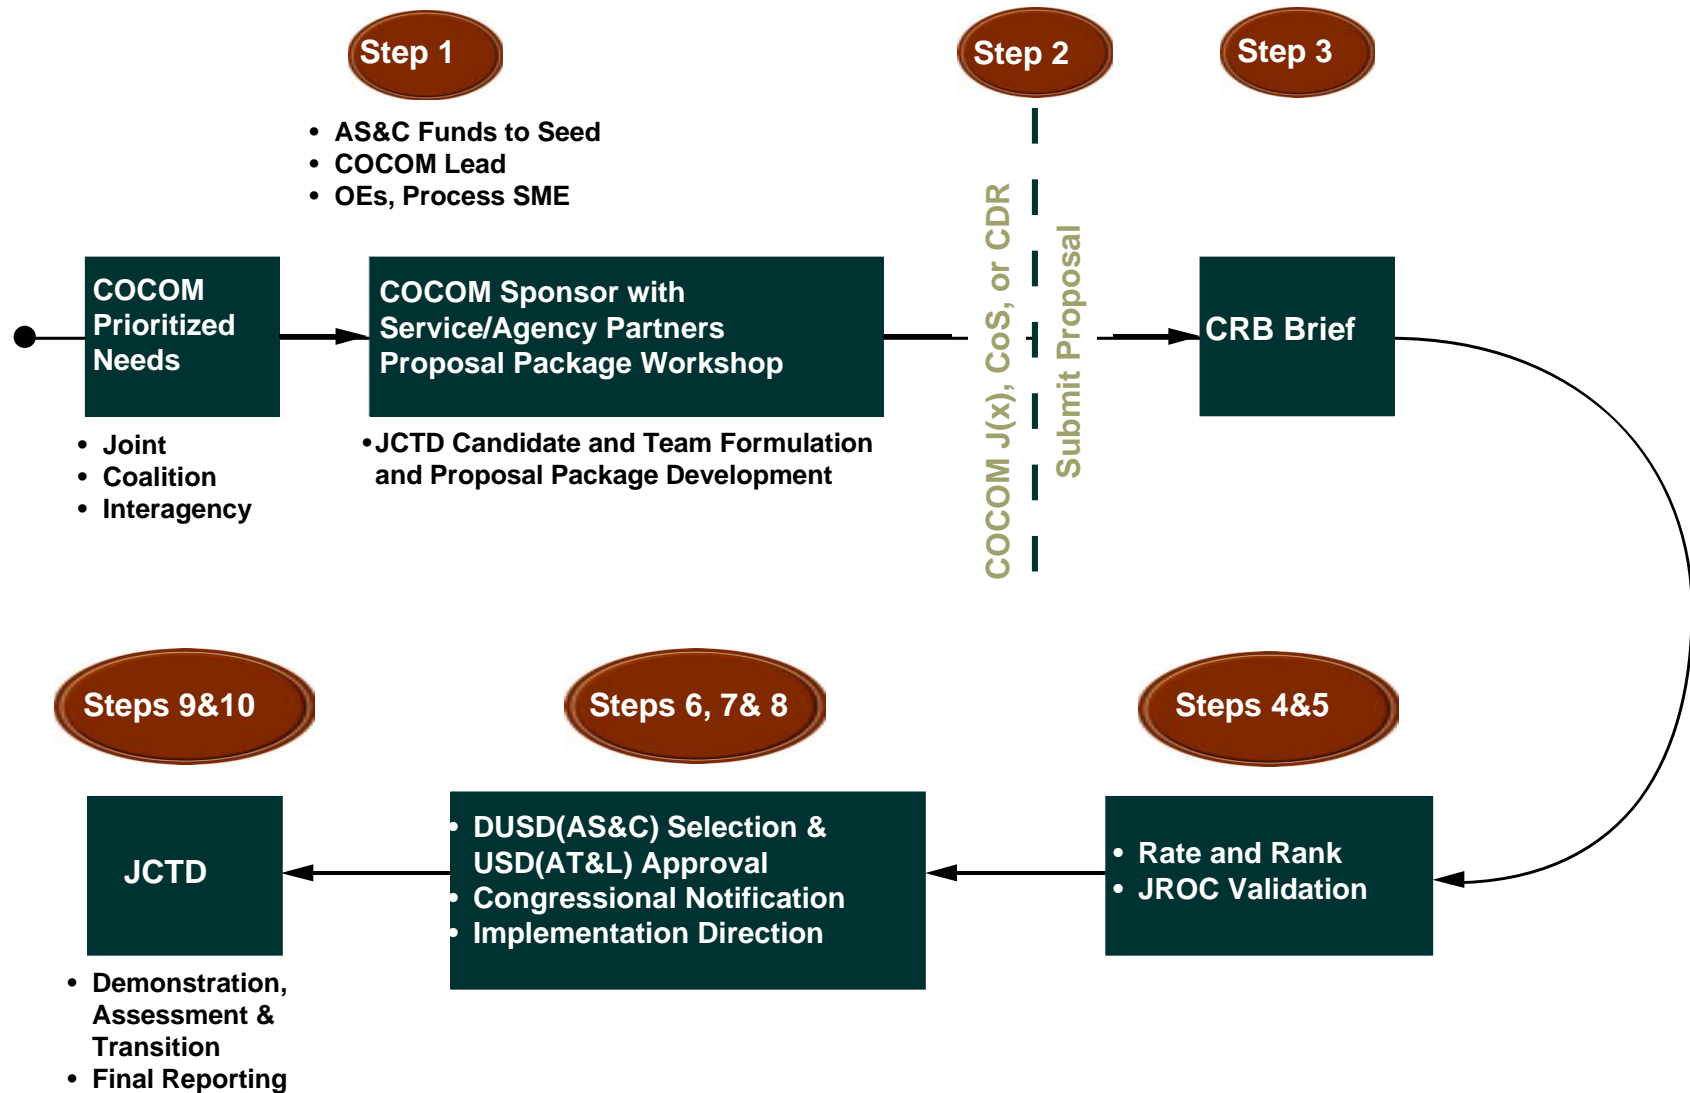 Step 1
Step 2
Step 3
• AS&C Funds to Seed
• COCOM Lead
• OEs, Process SME
COCOM
Prioritized
Needs
• Joint
• Coalition
• Interagency
COCOM Sponsor with
Service/Agency Partners
Proposal Package Workshop
•JCTD Candidate and Team Formulation
and Proposal Package Development
COCOM J(x), CoS, or CDR
Submit Proposal
CRB Brief
Steps 4&5
• Rate and Rank
• JROC Validation
Steps 6, 7& 8
• DUSD(AS&C) Selection &
USD(AT&L) Approval
• Congressional Notification
• Implementation Direction
Steps 9&10
JCTD
• Demonstration,
Assessment &
Transition
• Final Reporting